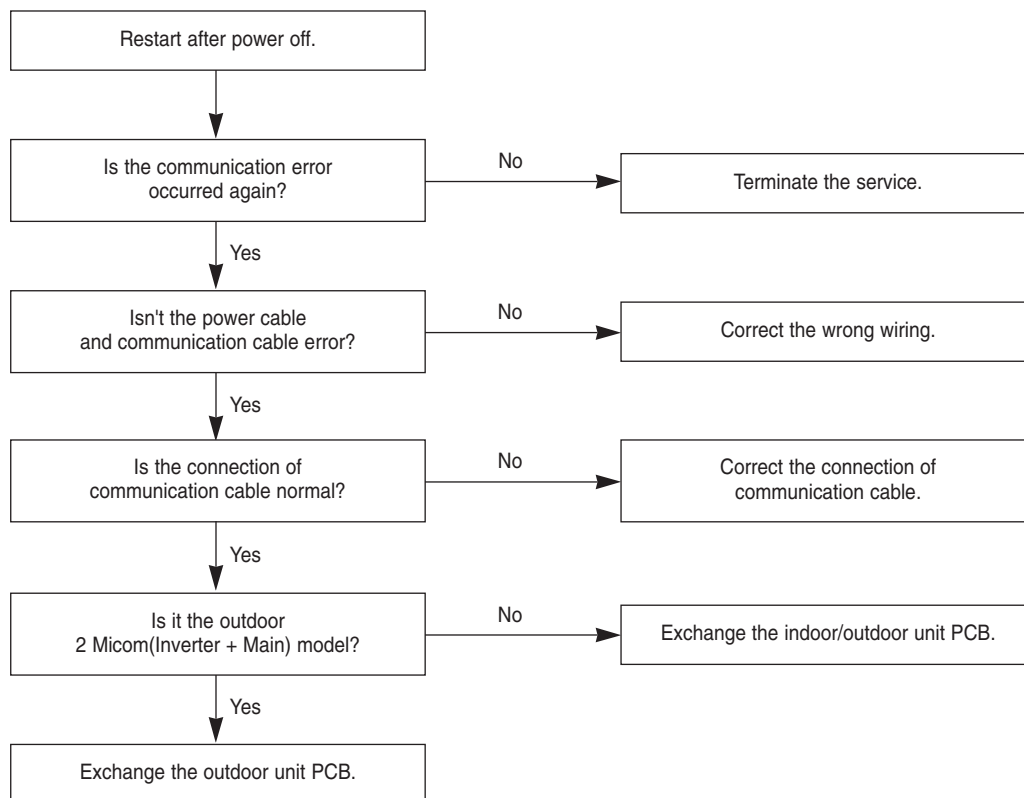 Restart after power off.
Is the communication error
occurred again?
No
Terminate the service.
Yes
Isn't the power cable
and communication cable error?
No
Correct the wrong wiring.
Yes
Is the connection of
communication cable normal?
No
Correct the connection of
communication cable.
Yes
Is it the outdoor
2 Micom(Inverter + Main) model?
No
Exchange the indoor/outdoor unit PCB.
Yes
Exchange the outdoor unit PCB.